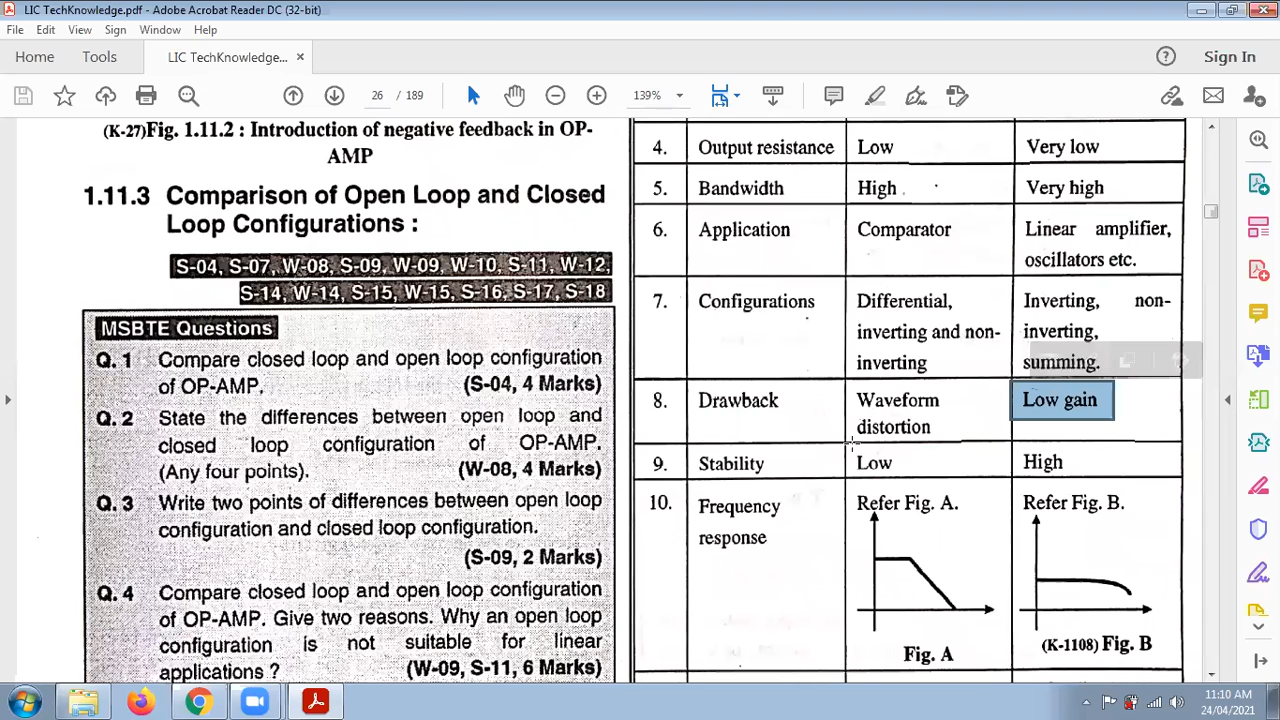 LIC TechKnowledge.pdf - Adobe Acrobat Reader DC (32-bit)
File Edit View Sign Window Help
Home Tools LIC TechKnowledge... × Sign In
26 / 189 139%
(K-27)Fig. 1.11.2 : Introduction of negative feedback in OP-
AMP
1.11.3 Comparison of Open Loop and Closed
Loop Configurations :
S-04, S-07, W-08, S-09, W-09, W-10, S-11, W-12,
S-14, W-14, S-15, W-15, S-16, S-17, S-18
MSBTE Questions
Q. 1 Compare closed loop and open loop configuration
of OP-AMP. (S-04, 4 Marks)
Q. 2 State the differences between open loop and
closed loop configuration of OP-AMP.
(Any four points). (W-08, 4 Marks)
Q. 3 Write two points of differences between open loop
configuration and closed loop configuration.
(S-09, 2 Marks)
Q. 4 Compare closed loop and open loop configuration
of OP-AMP. Give two reasons. Why an open loop
configuration is not suitable for linear
applications ? (W-09, S-11, 6 Marks)
4. Output resistance Low Very low
5. Bandwidth High Very high
6. Application Comparator Linear amplifier,
oscillators etc.
7. Configurations Differential, Inverting, non-
inverting and non- inverting,
inverting summing.
8. Drawback Waveform Low gain
distortion
9. Stability Low High
10. Frequency Refer Fig. A. Refer Fig. B.
response
Fig. A (K-1108) Fig. B
11:10 AM
24/04/2021